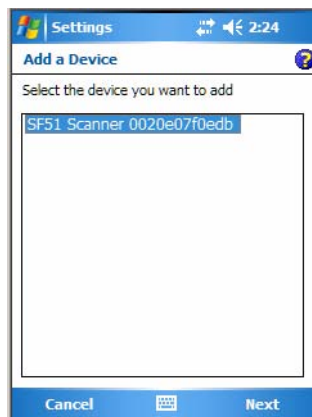 Settings 2:24
Add a Device
Select the device you want to add
SF51 Scanner 0020e07f0edb
Cancel Next